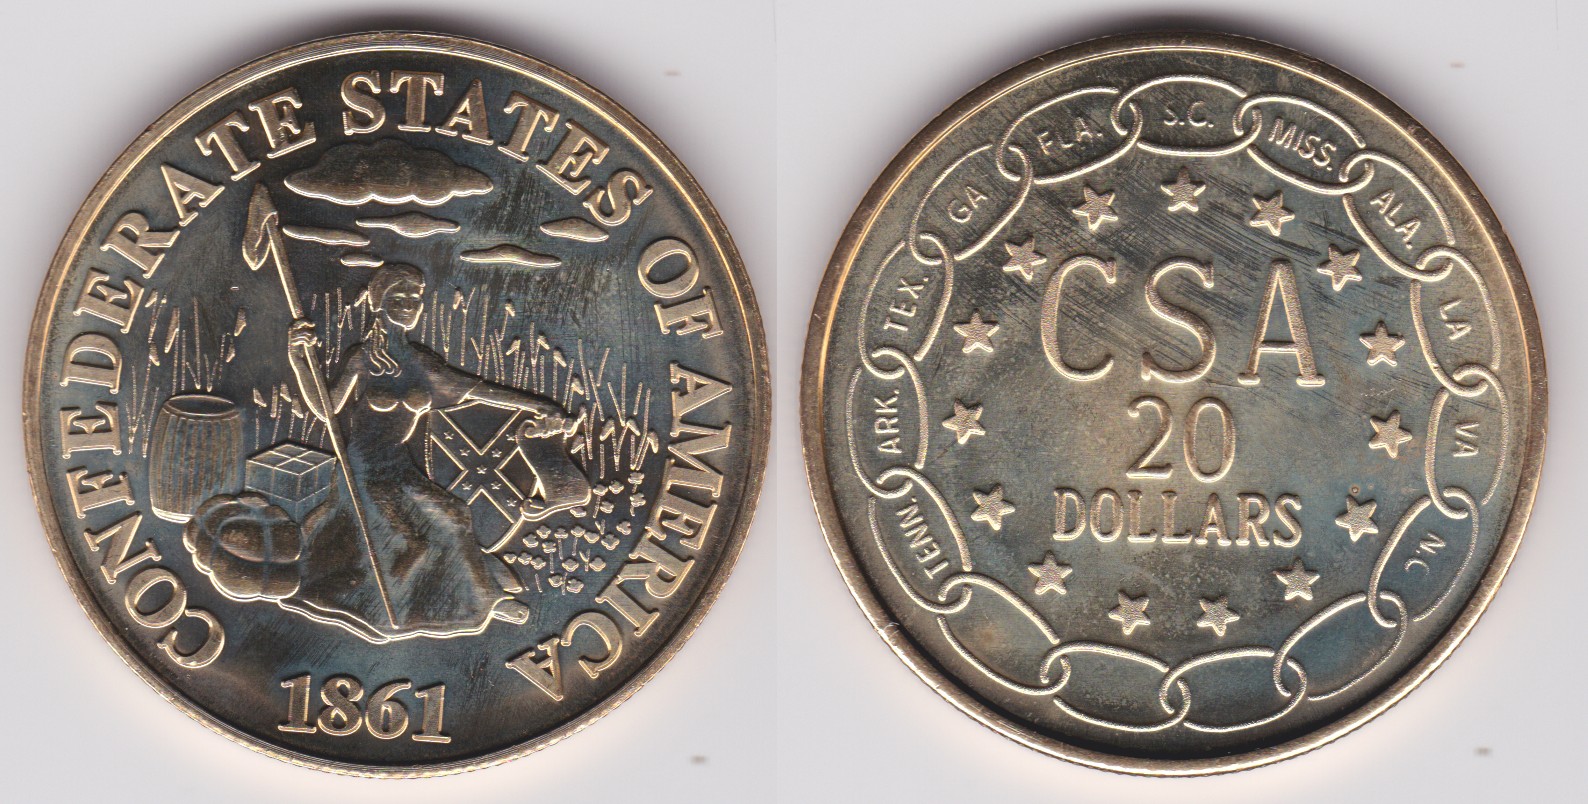 CONFEDERATE STATES OF AMERICA
1861
S.C.
MISS.
ALA.
LA
VA
N.C
TENN.
ARK.
TEX.
GA
FLA.
CSA
20
DOLLARS